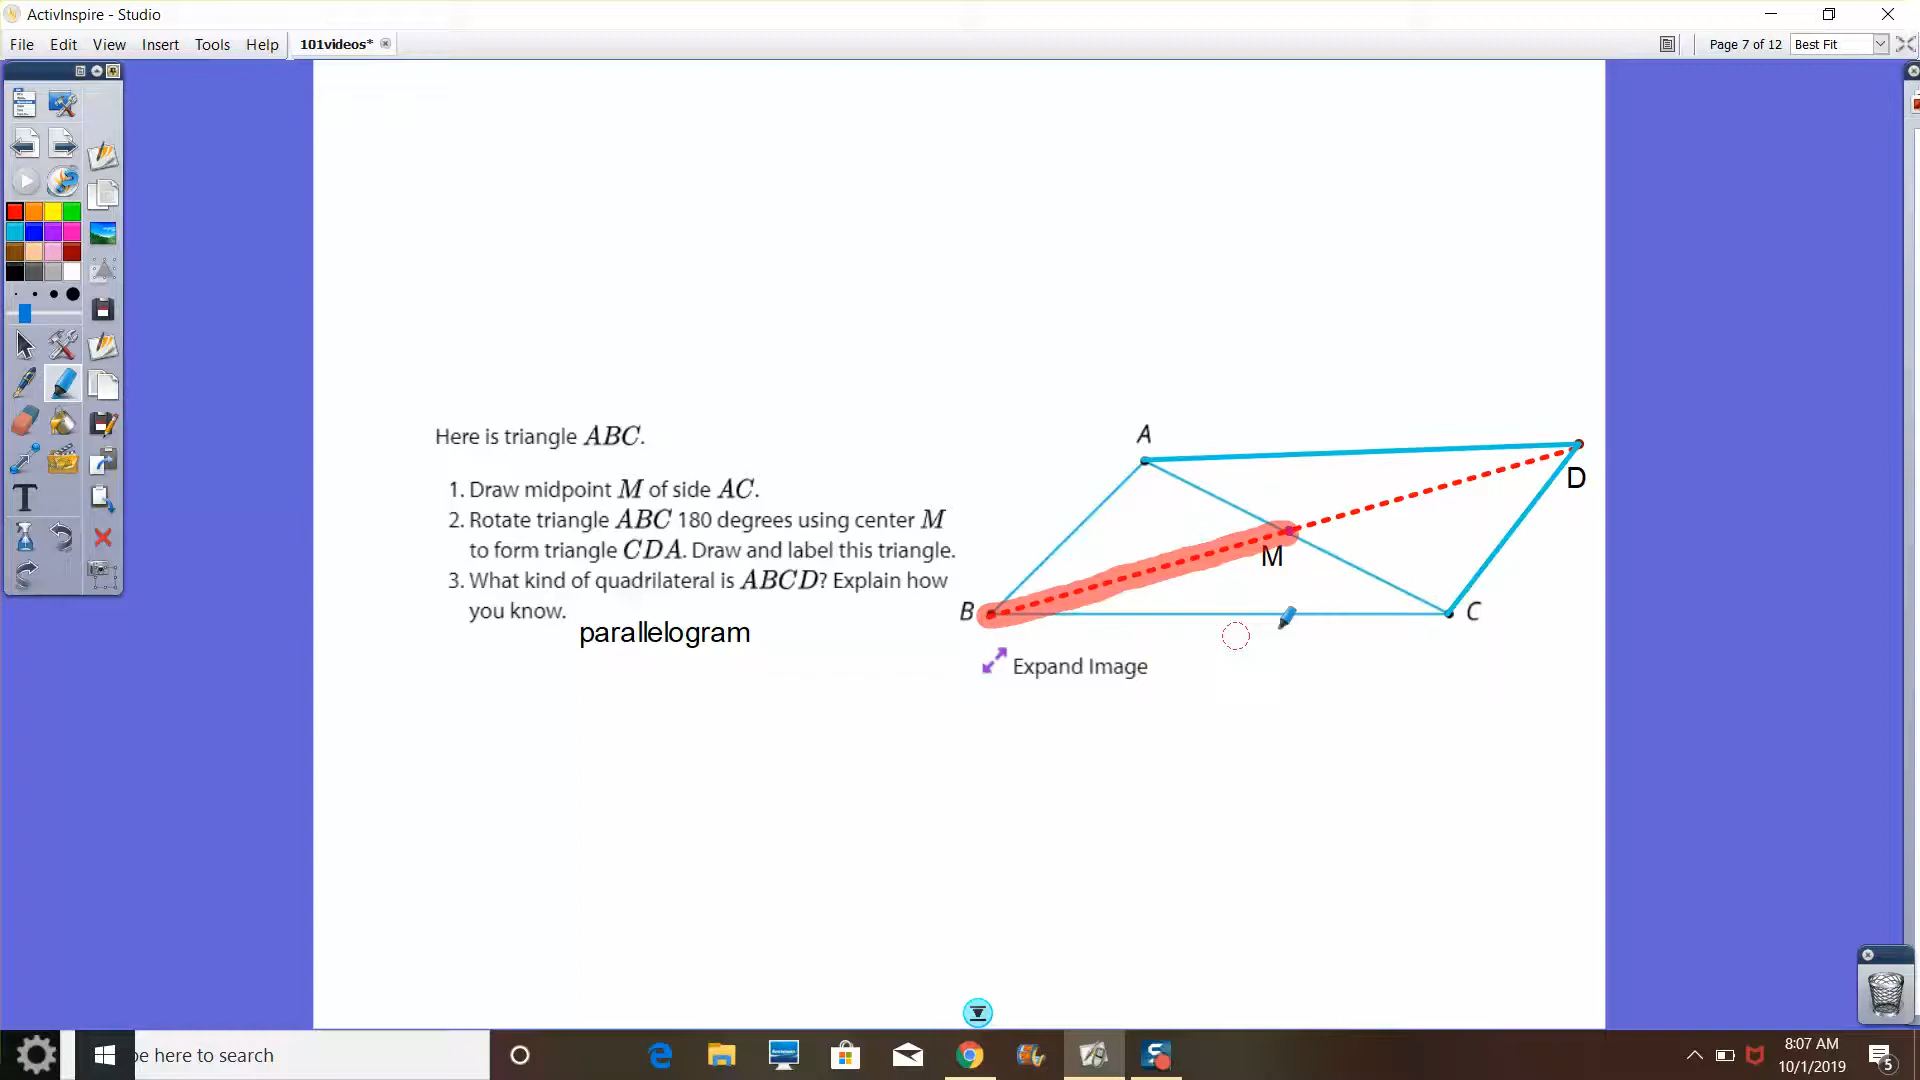 ActivInspire - Studio
File Edit View Insert Tools Help 101videos* Page 7 of 12 Best Fit
Here is triangle ABC.
1. Draw midpoint M of side AC.
2. Rotate triangle ABC 180 degrees using center M
to form triangle CDA. Draw and label this triangle.
3. What kind of quadrilateral is ABCD? Explain how
you know.
parallelogram
A
D
M
B
C
Expand Image
T
pe here to search
8:07 AM
10/1/2019
5